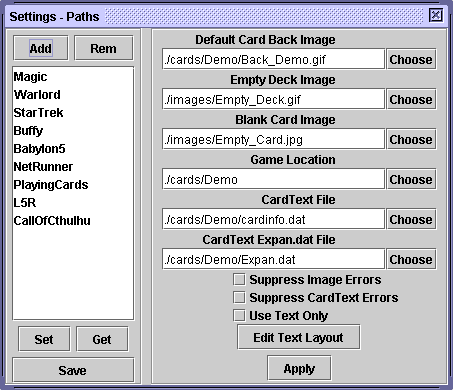 Settings - Paths
Add Rem
Magic
Warlord
StarTrek
Buffy
Babylon5
NetRunner
PlayingCards
L5R
CallOfCthulhu
Set Get
Save
Default Card Back Image
./cards/Demo/Back_Demo.gif Choose
Empty Deck Image
./images/Empty_Deck.gif Choose
Blank Card Image
./images/Empty_Card.jpg Choose
Game Location
./cards/Demo Choose
CardText File
./cards/Demo/cardinfo.dat Choose
CardText Expan.dat File
./cards/Demo/Expan.dat Choose
Suppress Image Errors
Suppress CardText Errors
Use Text Only
Edit Text Layout
Apply